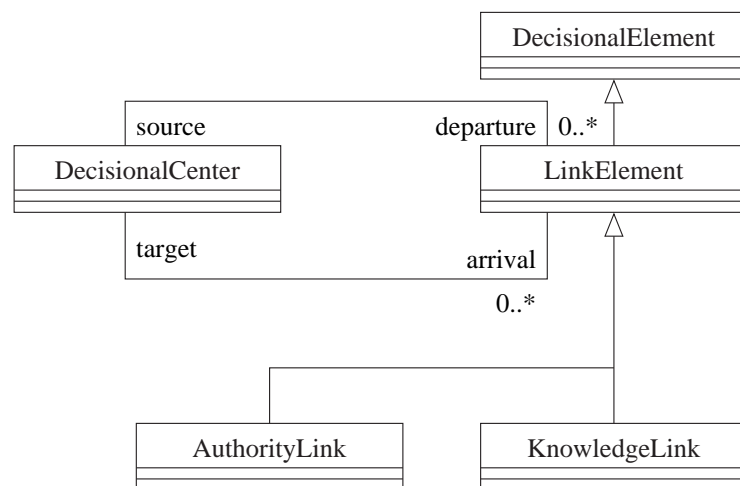 DecisionalElement
source
departure 0..*
DecisionalCenter
LinkElement
target
arrival
0..*
AuthorityLink
KnowledgeLink